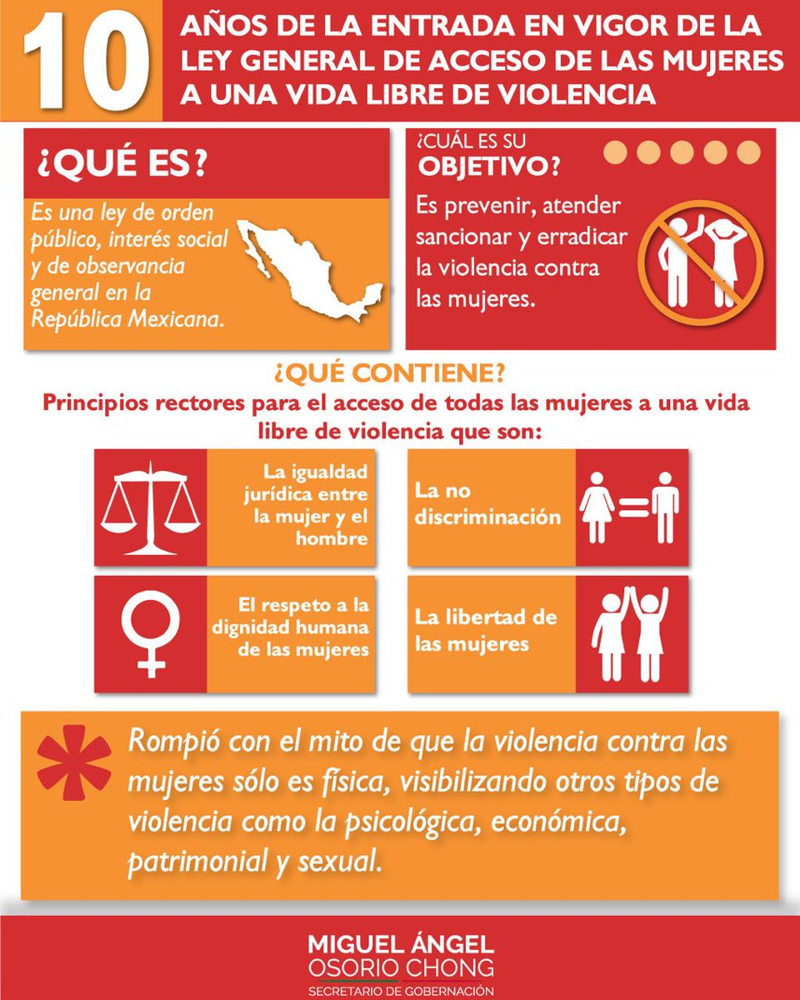 10
AÑOS DE LA ENTRADA EN VIGOR DE LA
LEY GENERAL DE ACCESO DE LAS MUJERES
A UNA VIDA LIBRE DE VIOLENCIA
¿QUÉ ES?
Es una ley de orden
público, interés social
y de observancia
general en la
República Mexicana.
¿CUÁL ES SU
OBJETIVO?
Es prevenir, atender
sancionar y erradicar
la violencia contra
las mujeres.
¿QUÉ CONTIENE?
Principios rectores para el acceso de todas las mujeres a una vida
libre de violencia que son:
La igualdad
jurídica entre
la mujer y el
hombre
La no
discriminación
El respeto a la
dignidad humana
de las mujeres
La libertad de
las mujeres
Rompió con el mito de que la violencia contra las
mujeres sólo es física, visibilizando otros tipos de
violencia como la psicológica, económica,
patrimonial y sexual.
MIGUEL ÁNGEL
OSORIO CHONG
SECRETARIO DE GOBERNACIÓN